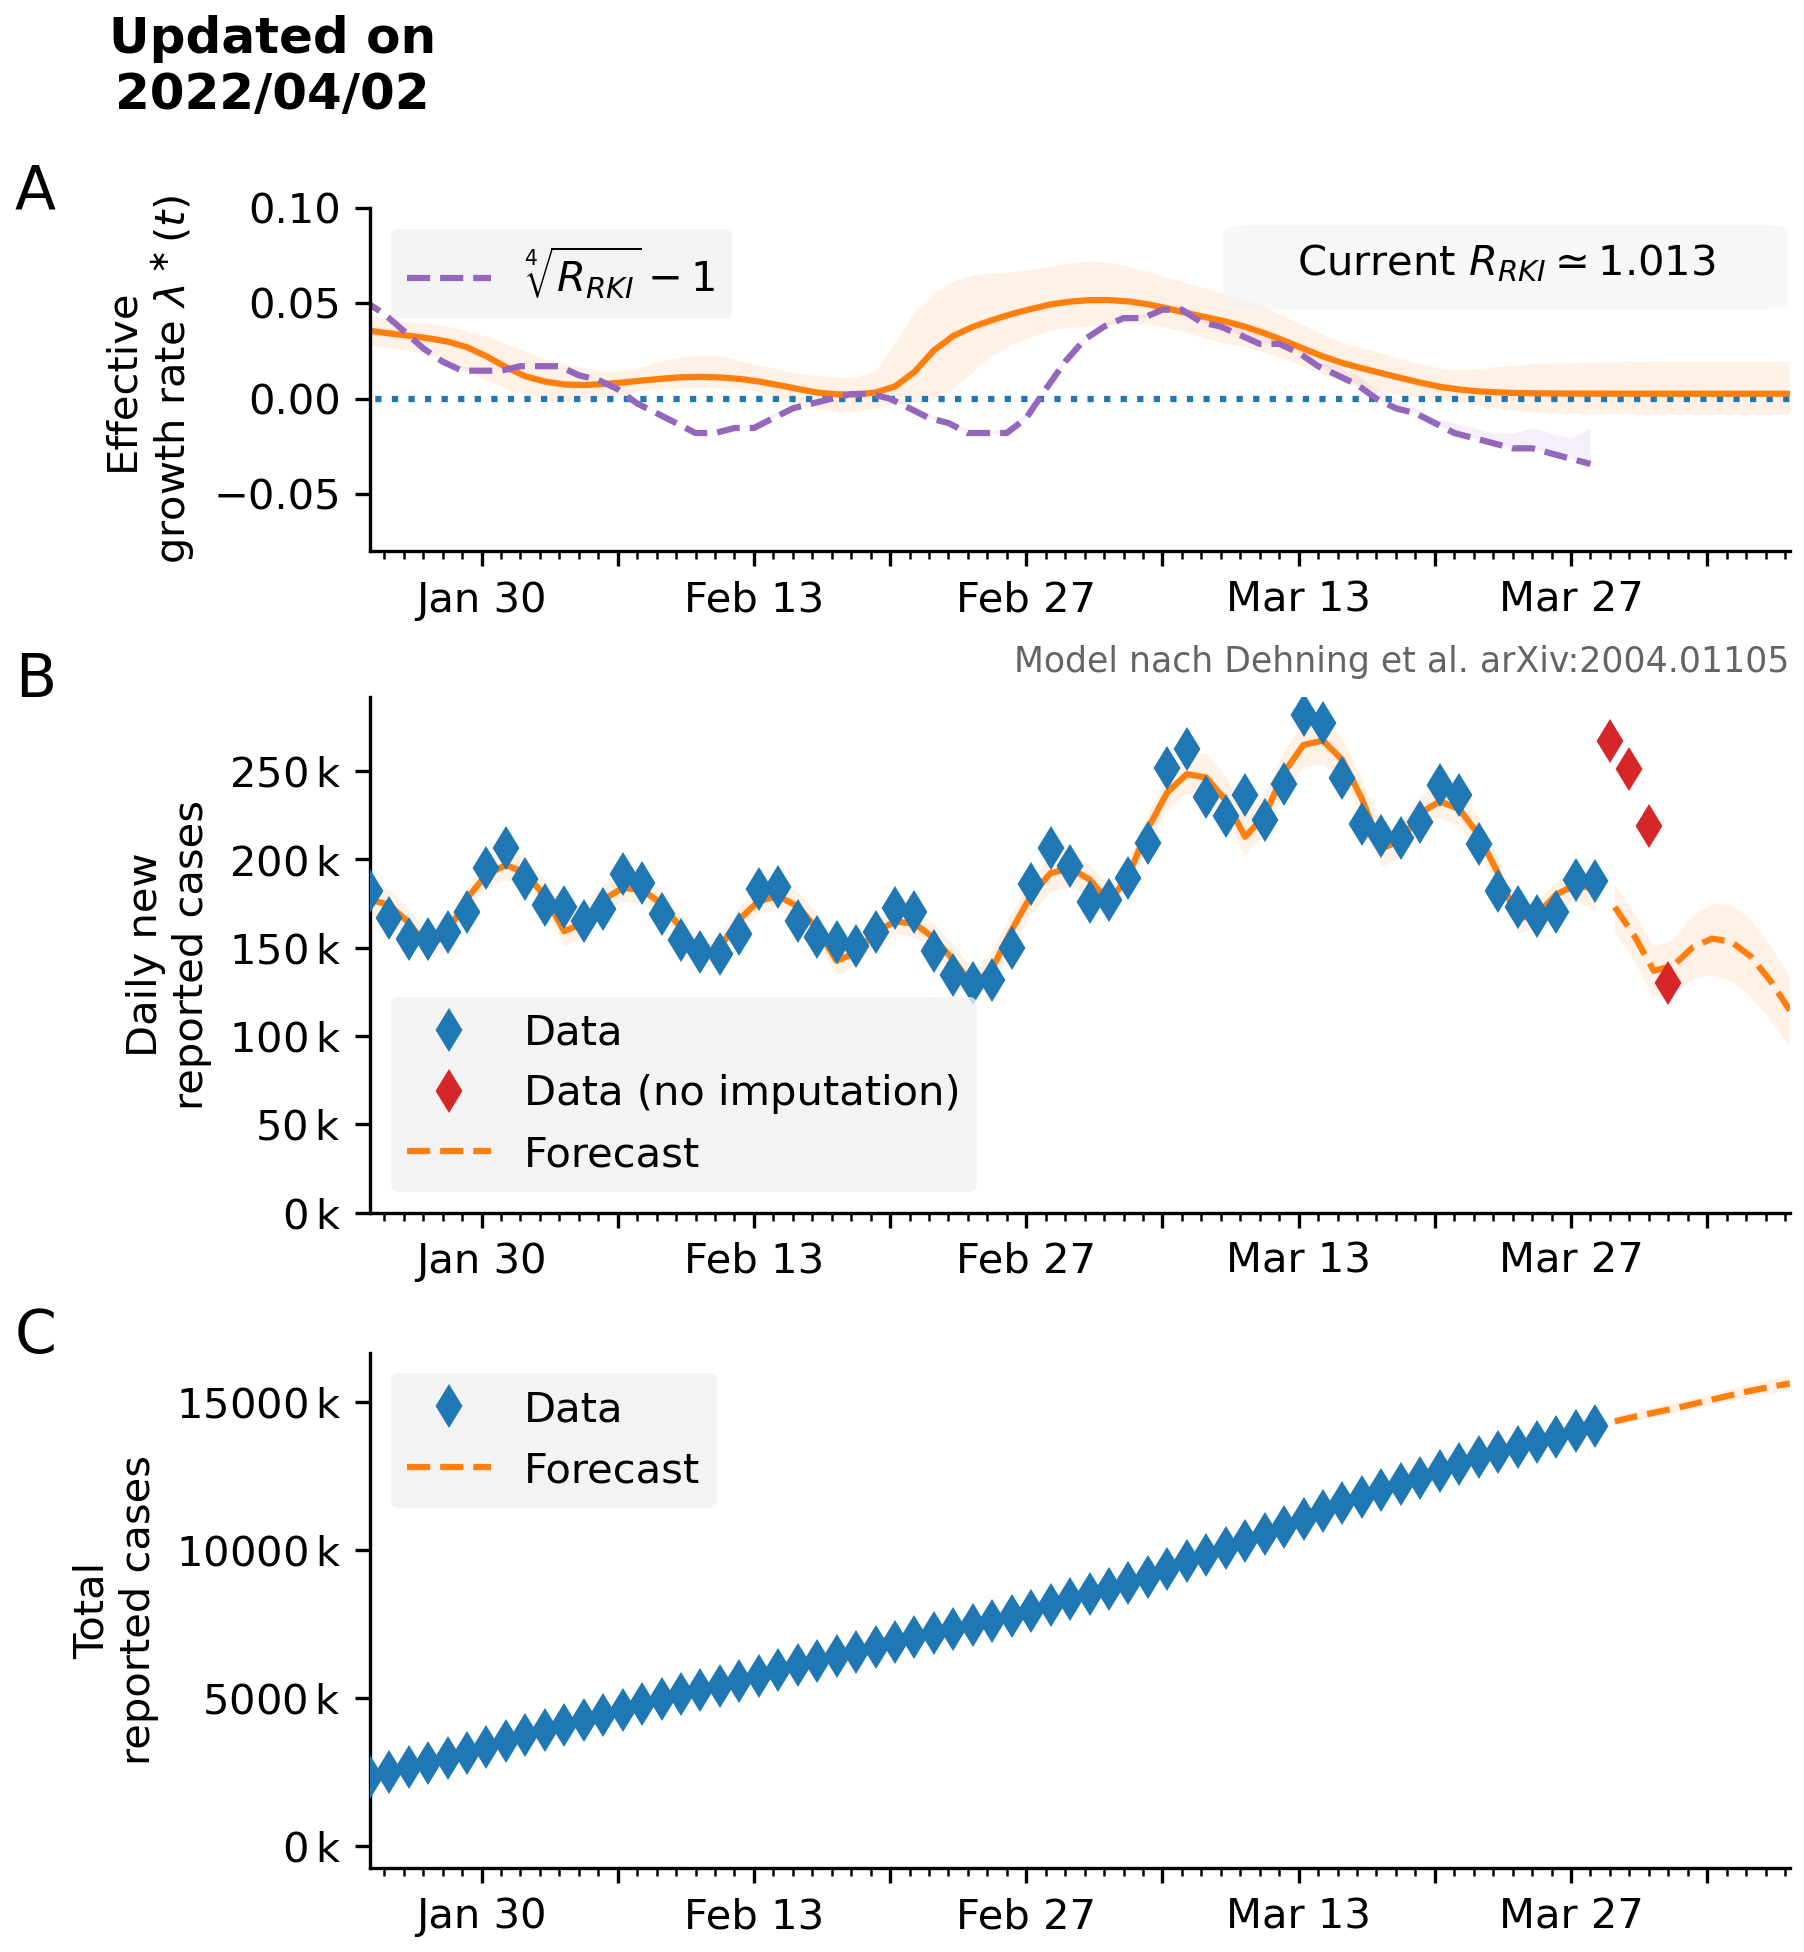 Updated on
2022/04/02
A
Effective
growth rate λ * (t)
0.10
0.05
0.00
−0.05
∜R_RKI − 1
Current R_RKI ≃ 1.013
Jan 30
Feb 13
Feb 27
Mar 13
Mar 27
Model nach Dehning et al. arXiv:2004.01105
B
Daily new
reported cases
250 k
200 k
150 k
100 k
50 k
0 k
Data
Data (no imputation)
Forecast
Jan 30
Feb 13
Feb 27
Mar 13
Mar 27
C
Total
reported cases
15000 k
10000 k
5000 k
0 k
Data
Forecast
Jan 30
Feb 13
Feb 27
Mar 13
Mar 27